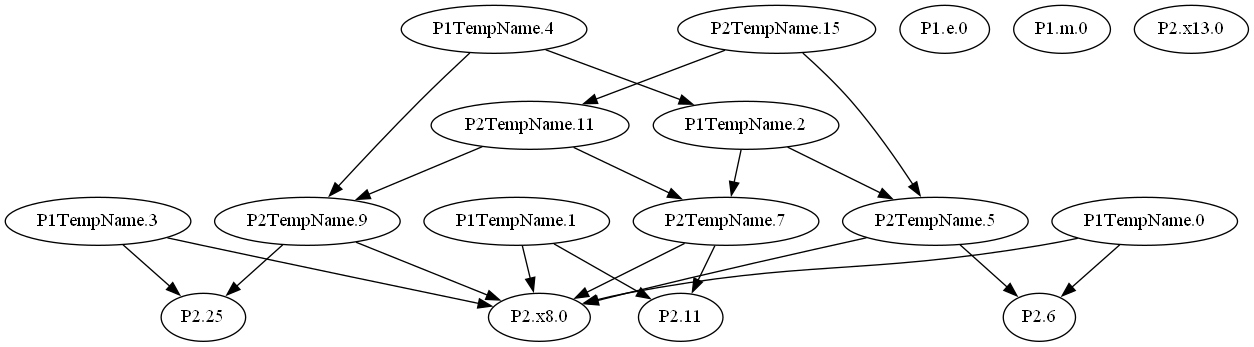 P1TempName.4
P2TempName.15
P1.e.0
P1.m.0
P2.x13.0
P2TempName.11
P1TempName.2
P1TempName.3
P2TempName.9
P1TempName.1
P2TempName.7
P2TempName.5
P1TempName.0
P2.25
P2.x8.0
P2.11
P2.6